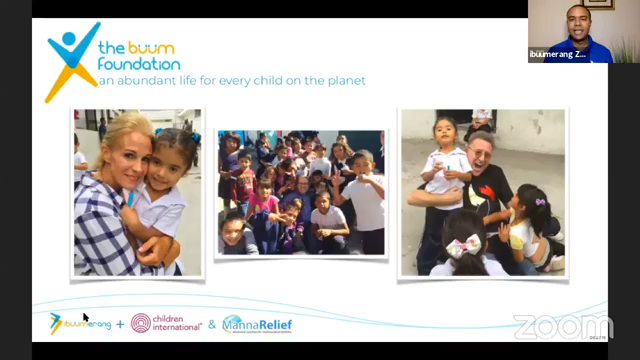 the buum
foundation
an abundant life for every child on the planet
ibuumerang Z...
ibuumerang + children international & MannaRelief
zoom